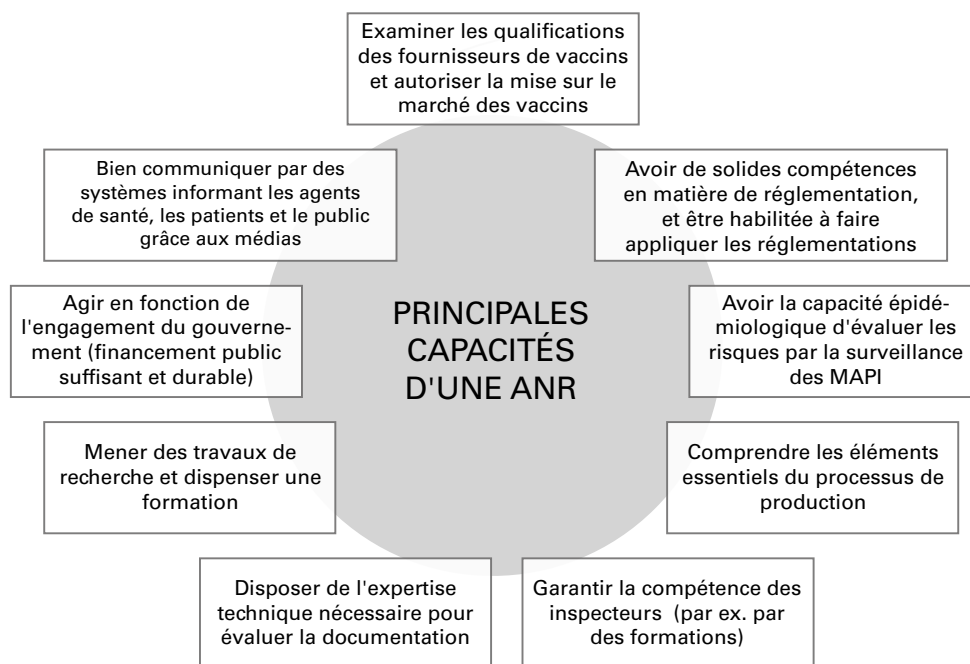 Examiner les qualifications
des fournisseurs de vaccins
et autoriser la mise sur le
marché des vaccins
Bien communiquer par des
systèmes informant les agents
de santé, les patients et le public
grâce aux médias
Avoir de solides compétences
en matière de réglementation,
et être habilitée à faire
appliquer les réglementations
Agir en fonction de
l'engagement du gouverne-
ment (financement public
suffisant et durable)
PRINCIPALES
CAPACITÉS
D'UNE ANR
Avoir la capacité épidé-
miologique d'évaluer les
risques par la surveillance
des MAPI
Mener des travaux de
recherche et dispenser une
formation
Comprendre les éléments
essentiels du processus de
production
Disposer de l'expertise
technique nécessaire pour
évaluer la documentation
Garantir la compétence des
inspecteurs (par ex. par
des formations)